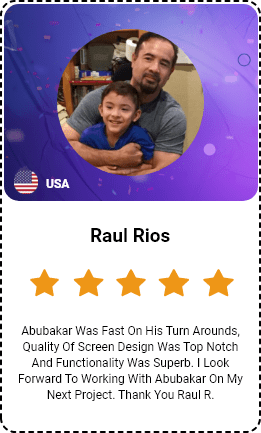 USA
Raul Rios
Abubakar Was Fast On His Turn Arounds,
Quality Of Screen Design Was Top Notch
And Functionality Was Superb. I Look
Forward To Working With Abubakar On My
Next Project. Thank You Raul R.